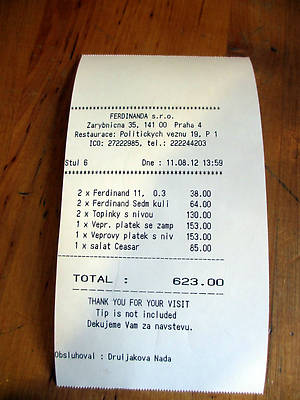 FERDINANDA s.r.o.
Zarybnicna 35, 141 00 Praha 4
Restaurace: Politickych veznu 19, P 1
ICO: 27222985, tel.: 222244203
Stul 6 Dne : 11.08.12 13:59
2 x Ferdinand 11, 0.3 38.00
2 x Ferdinand Sedm kuli 64.00
2 x Topinky s nivou 130.00
1 x Vepr. platek se zamp 153.00
1 x Veprovy platek s niv 153.00
1 x salat Ceasar 85.00
TOTAL : 623.00
THANK YOU FOR YOUR VISIT
Tip is not included
Dekujeme Vam za navstevu.
Obsluhoval : Druljakova Nada